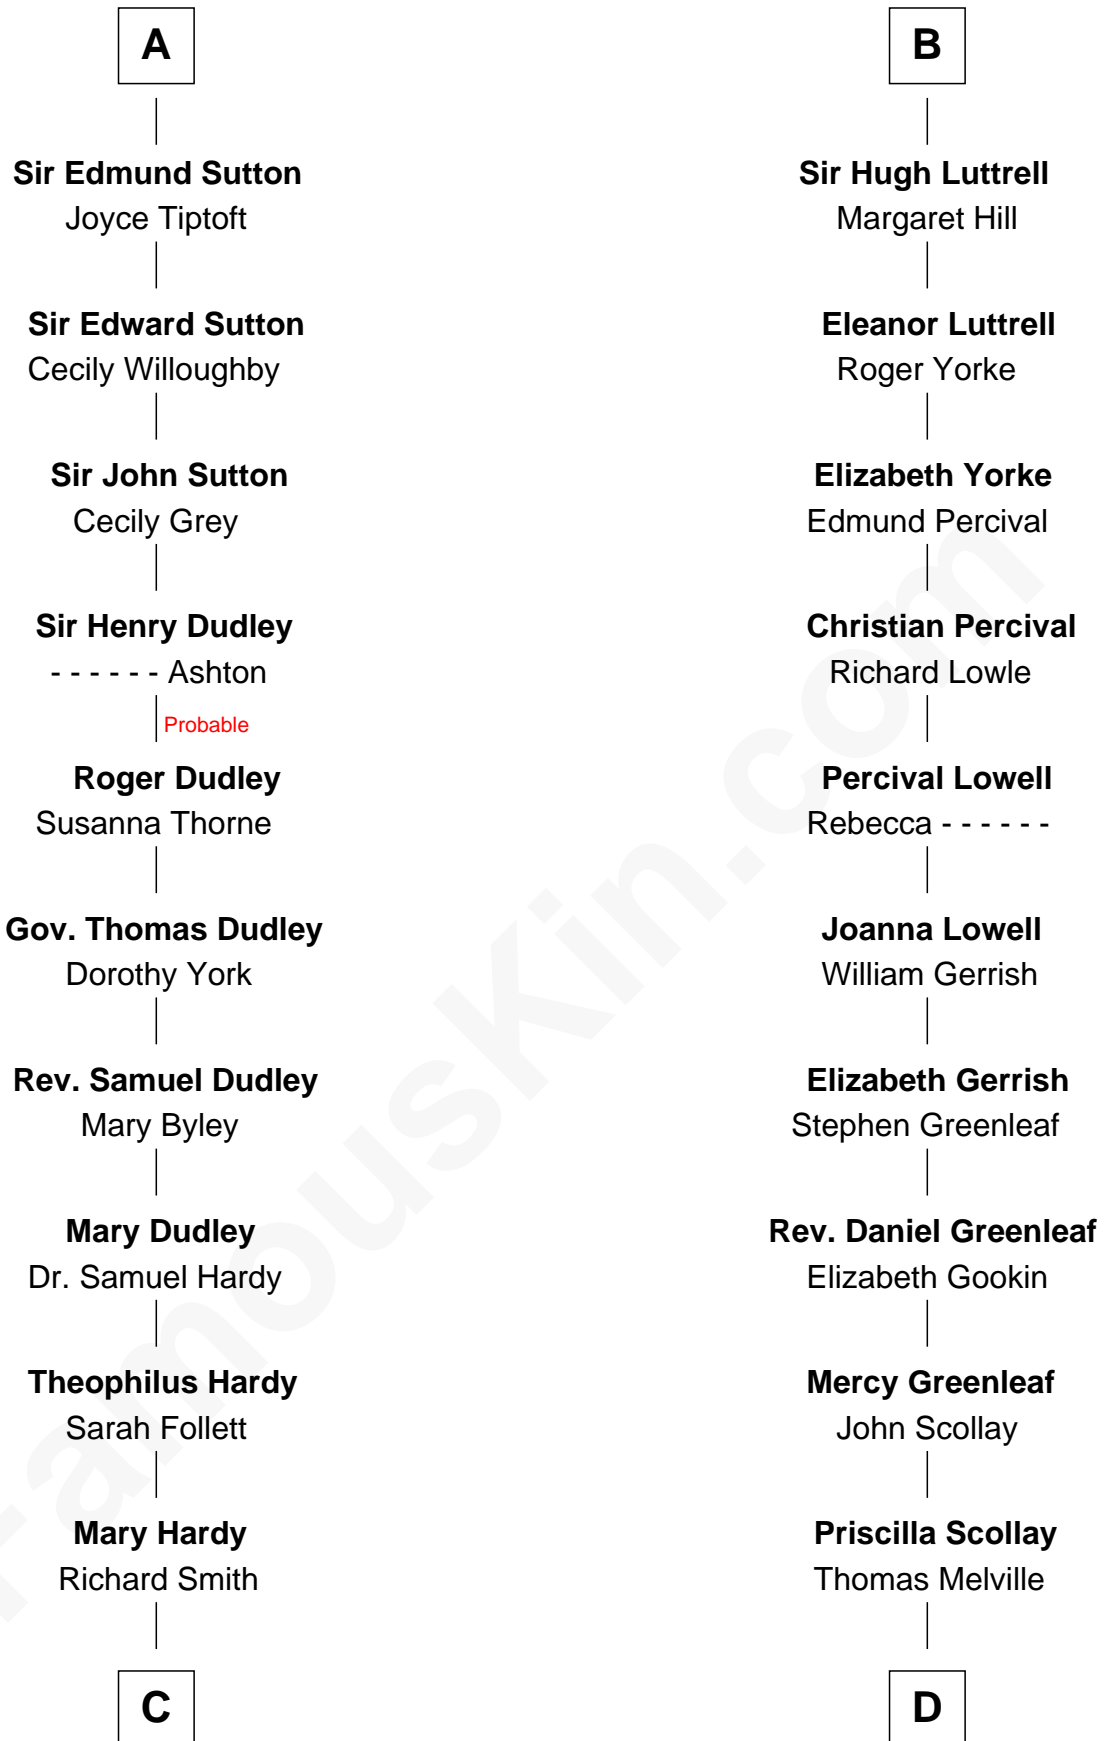 A
Sir Edmund Sutton
Joyce Tiptoft
Sir Edward Sutton
Cecily Willoughby
Sir John Sutton
Cecily Grey
Sir Henry Dudley
- - - - - - Ashton
Probable
Roger Dudley
Susanna Thorne
Gov. Thomas Dudley
Dorothy York
Rev. Samuel Dudley
Mary Byley
Mary Dudley
Dr. Samuel Hardy
Theophilus Hardy
Sarah Follett
Mary Hardy
Richard Smith
C
B
Sir Hugh Luttrell
Margaret Hill
Eleanor Luttrell
Roger Yorke
Elizabeth Yorke
Edmund Percival
Christian Percival
Richard Lowle
Percival Lowell
Rebecca - - - - - -
Joanna Lowell
William Gerrish
Elizabeth Gerrish
Stephen Greenleaf
Rev. Daniel Greenleaf
Elizabeth Gookin
Mercy Greenleaf
John Scollay
Priscilla Scollay
Thomas Melville
D
FamousKin.com